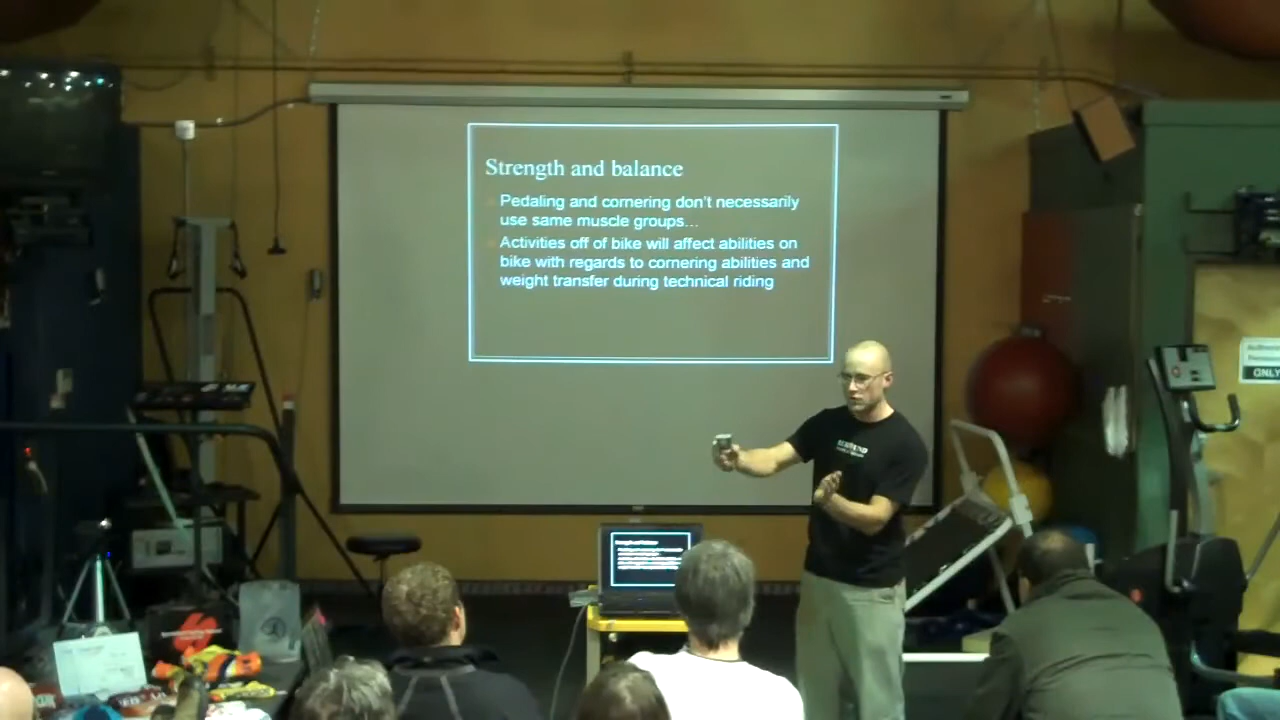 Strength and balance
Pedaling and cornering don't necessarily
use same muscle groups...
Activities off of bike will affect abilities on
bike with regards to cornering abilities and
weight transfer during technical riding
ONLY